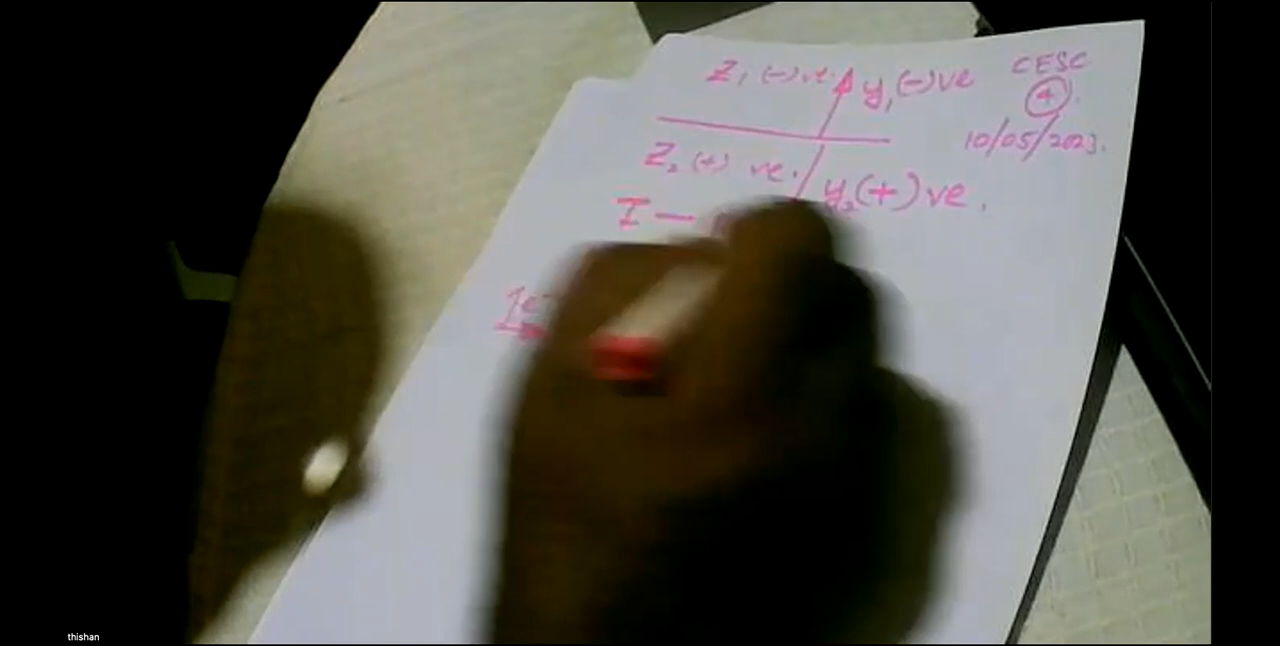 CESC
Z₁ (-) ve. y₁ (-)ve
4.
10/05/2023.
Z₂ (+) ve. y₂(+)ve.
I —
thishan